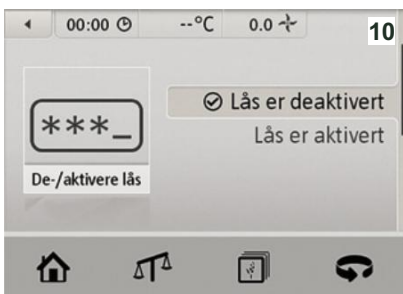 00:00 --°C 0.0 10
Lås er deaktivert
Lås er aktivert
***_
De-/aktivere lås